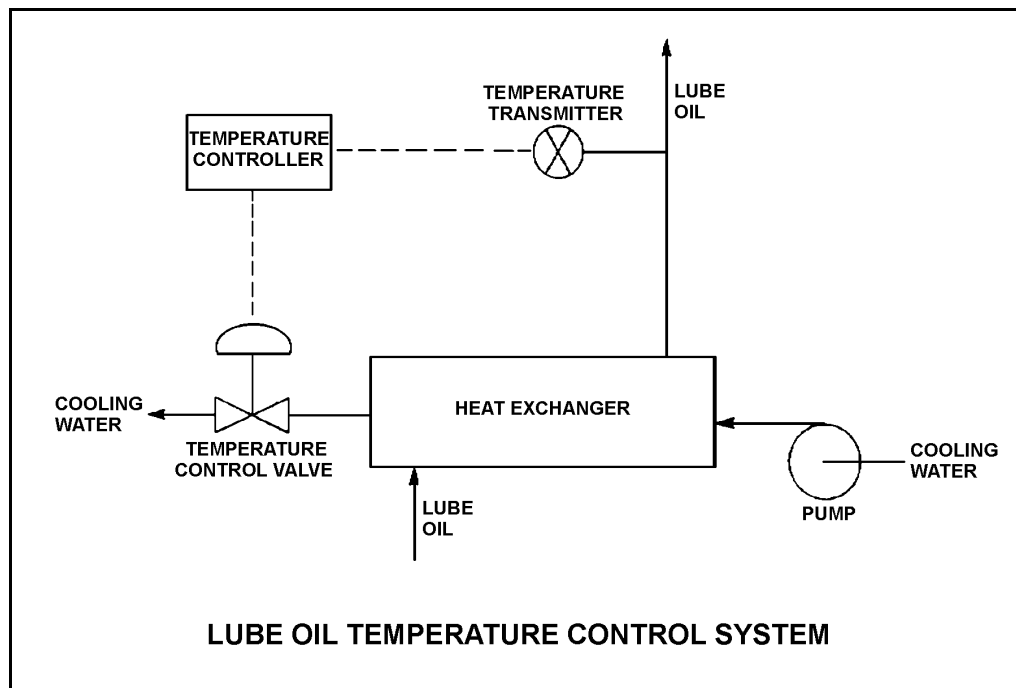 TEMPERATURE
TRANSMITTER
LUBE
OIL
TEMPERATURE
CONTROLLER
COOLING
WATER
TEMPERATURE
CONTROL VALVE
HEAT EXCHANGER
COOLING
WATER
PUMP
LUBE
OIL
LUBE OIL TEMPERATURE CONTROL SYSTEM